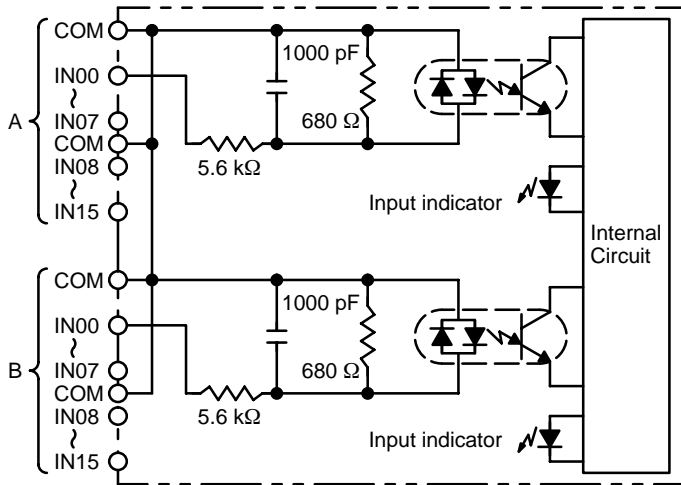 COM
1000 pF
IN00
A
IN07
680 Ω
COM
IN08
5.6 kΩ
Input indicator
IN15
Internal
Circuit
COM
1000 pF
IN00
B
IN07
680 Ω
COM
IN08
5.6 kΩ
Input indicator
IN15